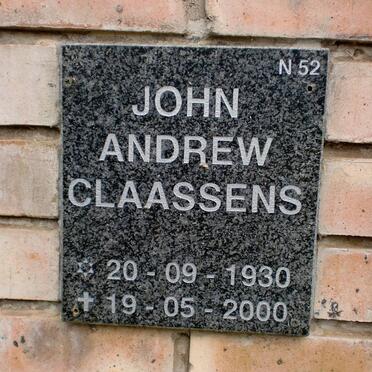 N 52
JOHN
ANDREW
CLAASSENS
✡ 20 - 09 - 1930
✝ 19 - 05 - 2000